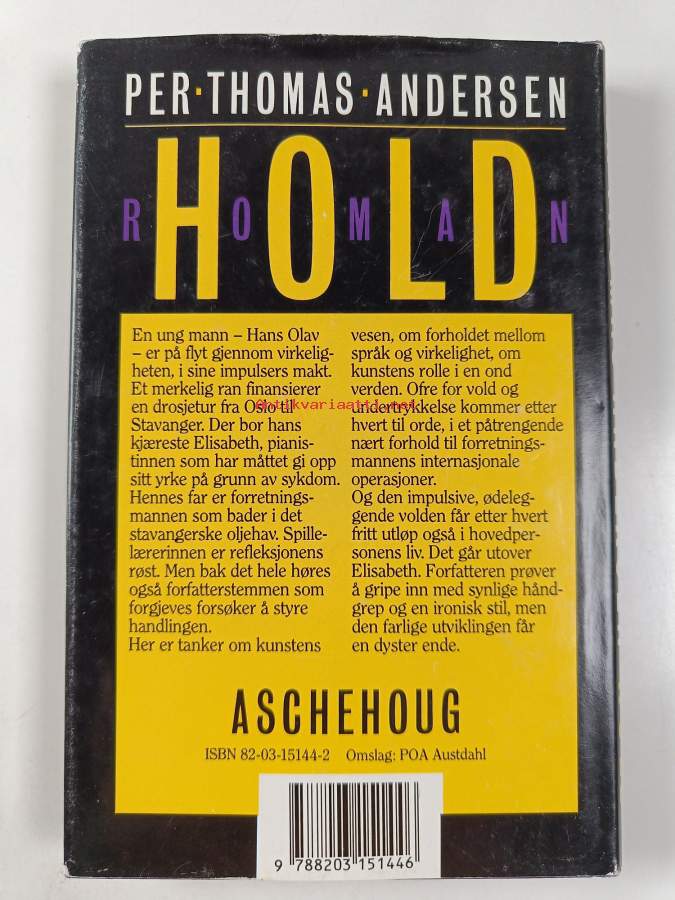 PER·THOMAS·ANDERSEN
HOLD
ROMAN
En ung mann – Hans Olav
– er på flyt gjennom virkelig-
heten, i sine impulsers makt.
Et merkelig ran finansierer
en drosjetur fra Oslo til
Stavanger. Der bor hans
kjæreste Elisabeth, pianis-
tinnen som har måttet gi opp
sitt yrke på grunn av sykdom.
Hennes far er forretnings-
mannen som bader i det
stavangerske oljehav. Spille-
lærerinnen er refleksjonens
røst. Men bak det hele høres
også forfatterstemmen som
forgjeves forsøker å styre
handlingen.
Her er tanker om kunstens
vesen, om forholdet mellom
språk og virkelighet, om
kunstens rolle i en ond
verden. Ofre for vold og
undertrykkelse kommer etter
hvert til orde, i et påtrengende
nært forhold til forretnings-
mannens internasjonale
operasjoner.
Og den impulsive, ødeleg-
gende volden får etter hvert
fritt utløp også i hovedper-
sonens liv. Det går utover
Elisabeth. Forfatteren prøver
å gripe inn med synlige hånd-
grep og en ironisk stil, men
den farlige utviklingen får
en dyster ende.
Antikvariaatti.net
ASCHEHOUG
ISBN 82-03-15144-2 Omslag: POA Austdahl
9 788203 151446